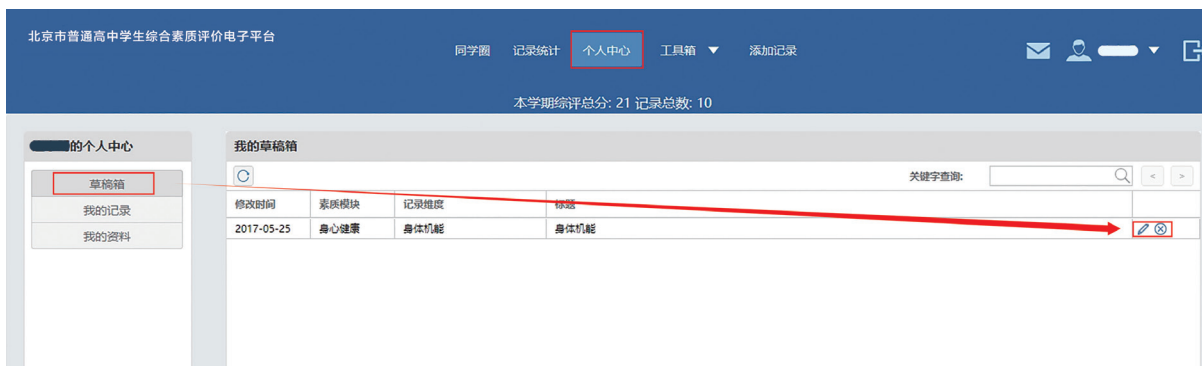 北京市普通高中学生综合素质评价电子平台
同学圈 记录统计 个人中心 工具箱 添加记录
本学期综评总分: 21 记录总数: 10
的个人中心
草稿箱
我的记录
我的资料
我的草稿箱
关键字查询:
修改时间 素质模块 记录维度 标题
2017-05-25 身心健康 身体机能 身体机能